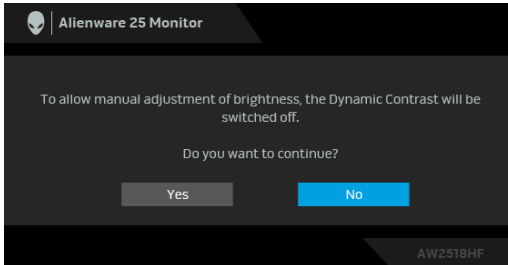 Alienware 25 Monitor
To allow manual adjustment of brightness, the Dynamic Contrast will be
switched off.
Do you want to continue?
Yes
No
AW2518HF